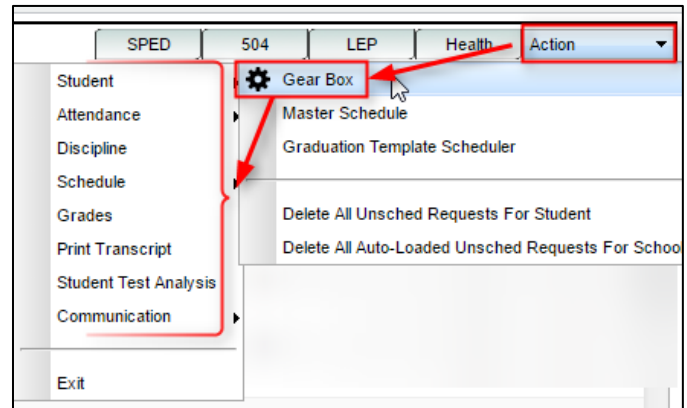 SPED 504 LEP Health Action
Student
Attendance
Discipline
Schedule
Grades
Print Transcript
Student Test Analysis
Communication
Exit
Gear Box
Master Schedule
Graduation Template Scheduler
Delete All Unsched Requests For Student
Delete All Auto-Loaded Unsched Requests For School